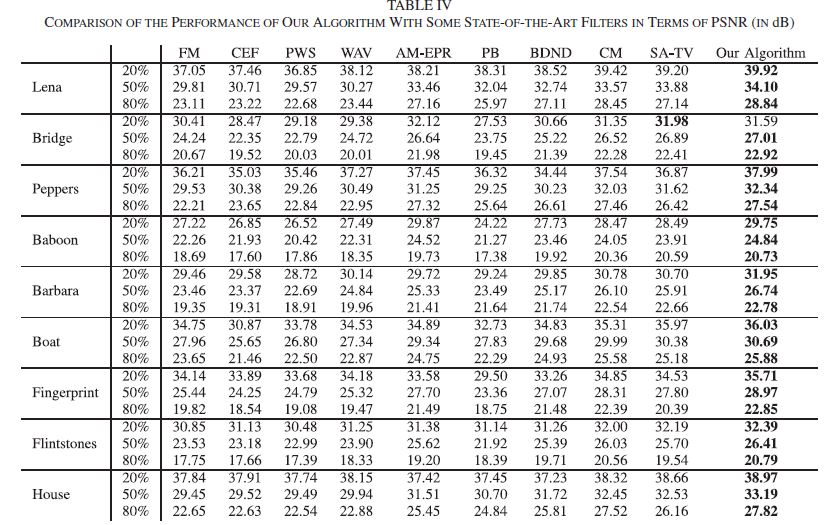 TABLE IV
COMPARISON OF THE PERFORMANCE OF OUR ALGORITHM WITH SOME STATE-OF-THE-ART FILTERS IN TERMS OF PSNR (IN dB)
FM CEF PWS WAV AM-EPR PB BDND CM SA-TV Our Algorithm
20% 37.05 37.46 36.85 38.12 38.21 38.31 38.52 39.42 39.20 39.92
Lena 50% 29.81 30.71 29.57 30.27 33.46 32.04 32.74 33.57 33.88 34.10
80% 23.11 23.22 22.68 23.44 27.16 25.97 27.11 28.45 27.14 28.84
20% 30.41 28.47 29.18 29.38 32.12 27.53 30.66 31.35 31.98 31.59
Bridge 50% 24.24 22.35 22.79 24.72 26.64 23.75 25.22 26.52 26.89 27.01
80% 20.67 19.52 20.03 20.01 21.98 19.45 21.39 22.28 22.41 22.92
20% 36.21 35.03 35.46 37.27 37.45 36.32 34.44 37.54 36.87 37.99
Peppers 50% 29.53 30.38 29.26 30.49 31.25 29.25 30.23 32.03 31.62 32.34
80% 22.21 23.65 22.84 22.95 27.32 25.64 26.61 27.46 26.42 27.54
20% 27.22 26.85 26.52 27.49 29.87 24.22 27.73 28.47 28.49 29.75
Baboon 50% 22.26 21.93 20.42 22.31 24.52 21.27 23.46 24.05 23.91 24.84
80% 18.69 17.60 17.86 18.35 19.73 17.38 19.92 20.36 20.59 20.73
20% 29.46 29.58 28.72 30.14 29.72 29.24 29.85 30.78 30.70 31.95
Barbara 50% 23.46 23.37 22.69 24.84 25.33 23.49 25.17 26.10 25.91 26.74
80% 19.35 19.31 18.91 19.96 21.41 21.64 21.74 22.54 22.66 22.78
20% 34.75 30.87 33.78 34.53 34.89 32.73 34.83 35.31 35.97 36.03
Boat 50% 27.96 25.65 26.80 27.34 29.34 27.83 29.68 29.99 30.38 30.69
80% 23.65 21.46 22.50 22.87 24.75 22.29 24.93 25.58 25.18 25.88
20% 34.14 33.89 33.68 34.18 33.58 29.50 33.26 34.85 34.53 35.71
Fingerprint 50% 25.44 24.25 24.79 25.32 27.70 23.36 27.07 28.31 27.80 28.97
80% 19.82 18.54 19.08 19.47 21.49 18.75 21.48 22.39 20.39 22.85
20% 30.85 31.13 30.48 31.25 31.38 31.14 31.26 32.00 32.19 32.39
Flintstones 50% 23.53 23.18 22.99 23.90 25.62 21.92 25.39 26.03 25.70 26.41
80% 17.75 17.66 17.39 18.33 19.20 18.39 19.71 20.56 19.54 20.79
20% 37.84 37.91 37.74 38.15 37.42 37.45 37.23 38.32 38.66 38.97
House 50% 29.45 29.52 29.49 29.94 31.51 30.70 31.72 32.45 32.53 33.19
80% 22.65 22.63 22.54 22.88 25.45 24.84 25.81 27.52 26.16 27.82